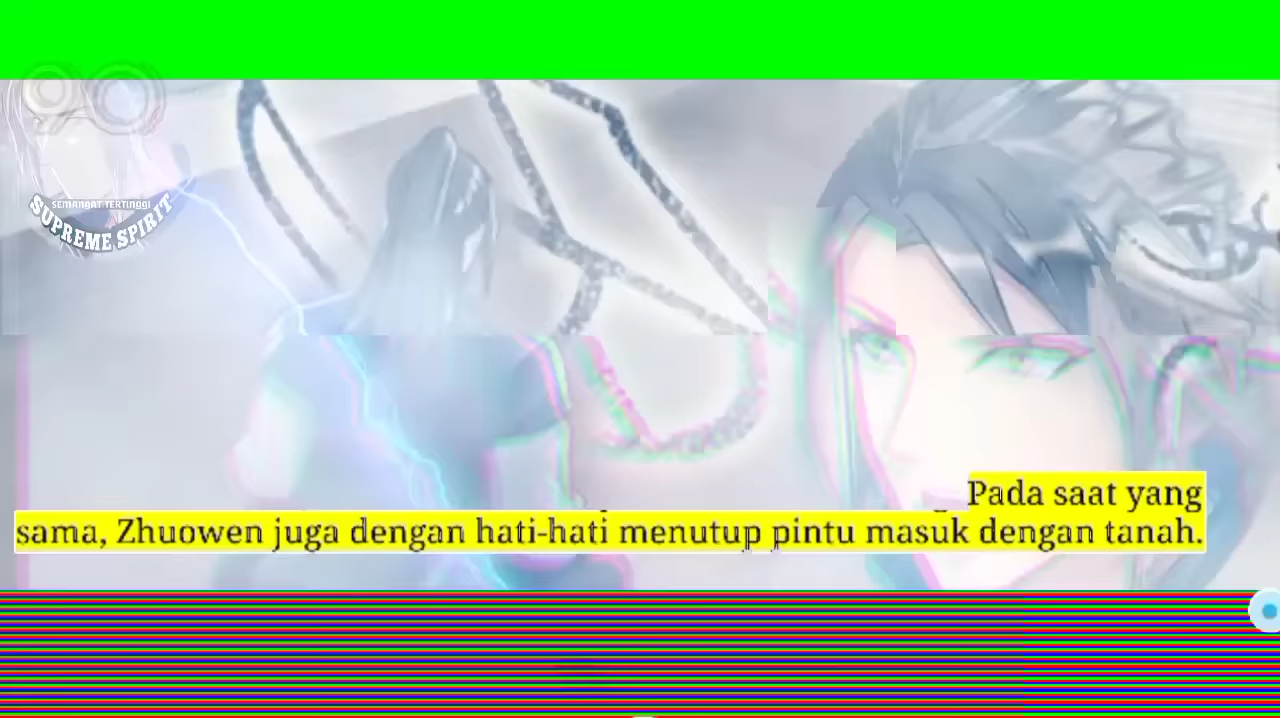 SEMANGAT TERTINGGI
SUPREME SPIRIT
Pada saat yang
sama, Zhuowen juga dengan hati-hati menutup pintu masuk dengan tanah.